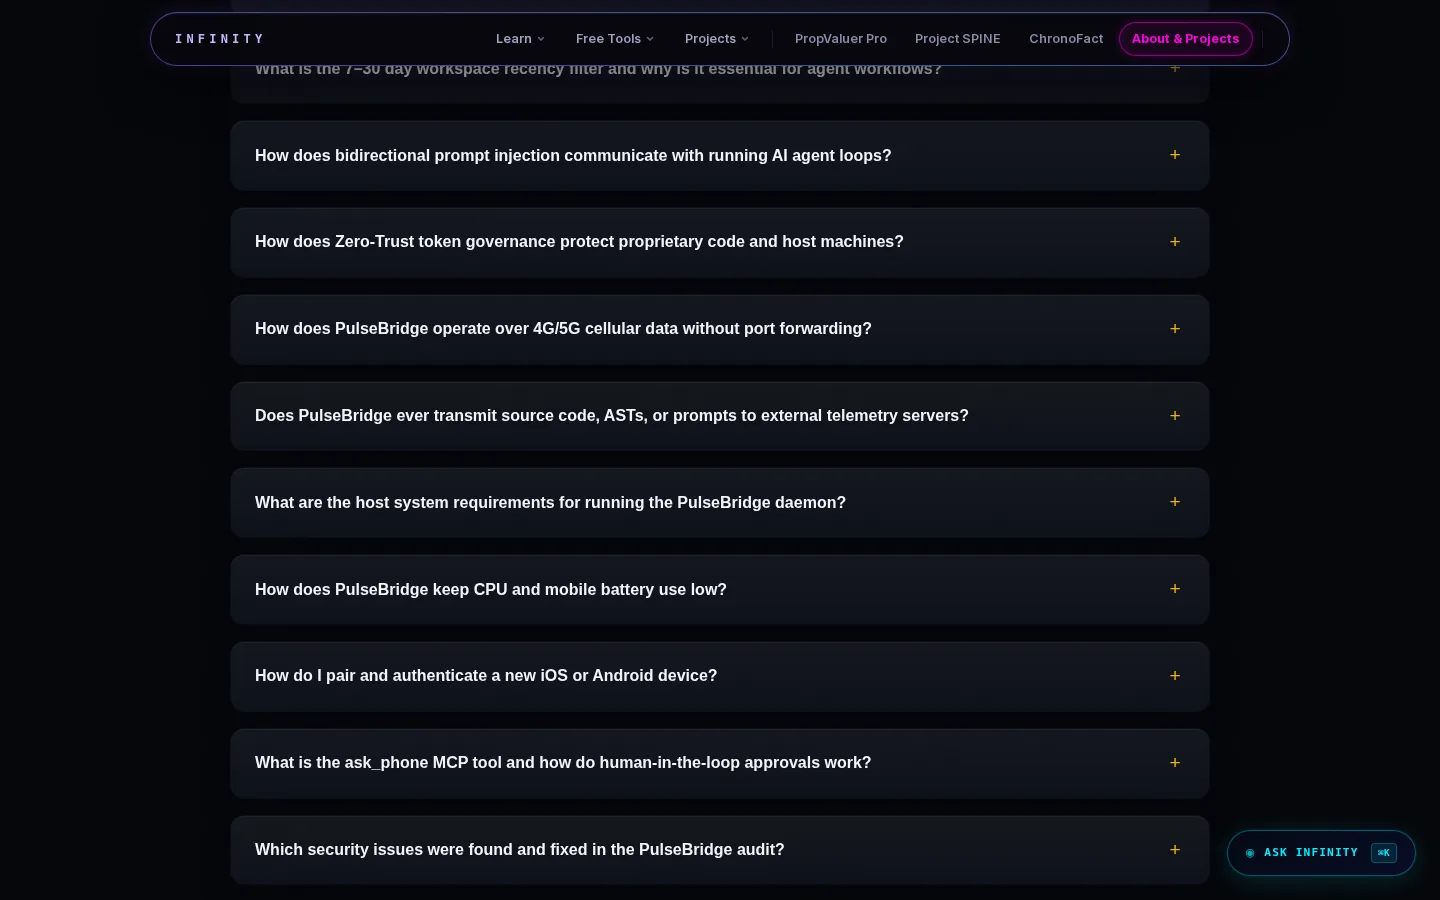 INFINITY
Learn
Free Tools
Projects
PropValuer Pro
Project SPINE
ChronoFact
About & Projects
What is the 7–30 day workspace recency filter and why is it essential for agent workflows? +
How does bidirectional prompt injection communicate with running AI agent loops? +
How does Zero-Trust token governance protect proprietary code and host machines? +
How does PulseBridge operate over 4G/5G cellular data without port forwarding? +
Does PulseBridge ever transmit source code, ASTs, or prompts to external telemetry servers? +
What are the host system requirements for running the PulseBridge daemon? +
How does PulseBridge keep CPU and mobile battery use low? +
How do I pair and authenticate a new iOS or Android device? +
What is the ask_phone MCP tool and how do human-in-the-loop approvals work? +
Which security issues were found and fixed in the PulseBridge audit? +
◉ ASK INFINITY ⌘K